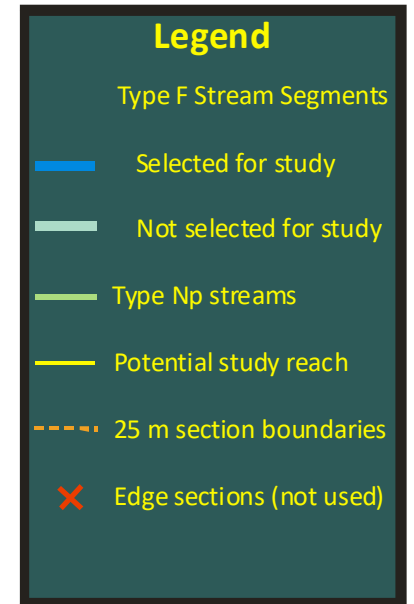 Legend
Type F Stream Segments
Selected for study
Not selected for study
Type Np streams
Potential study reach
25 m section boundaries
Edge sections (not used)